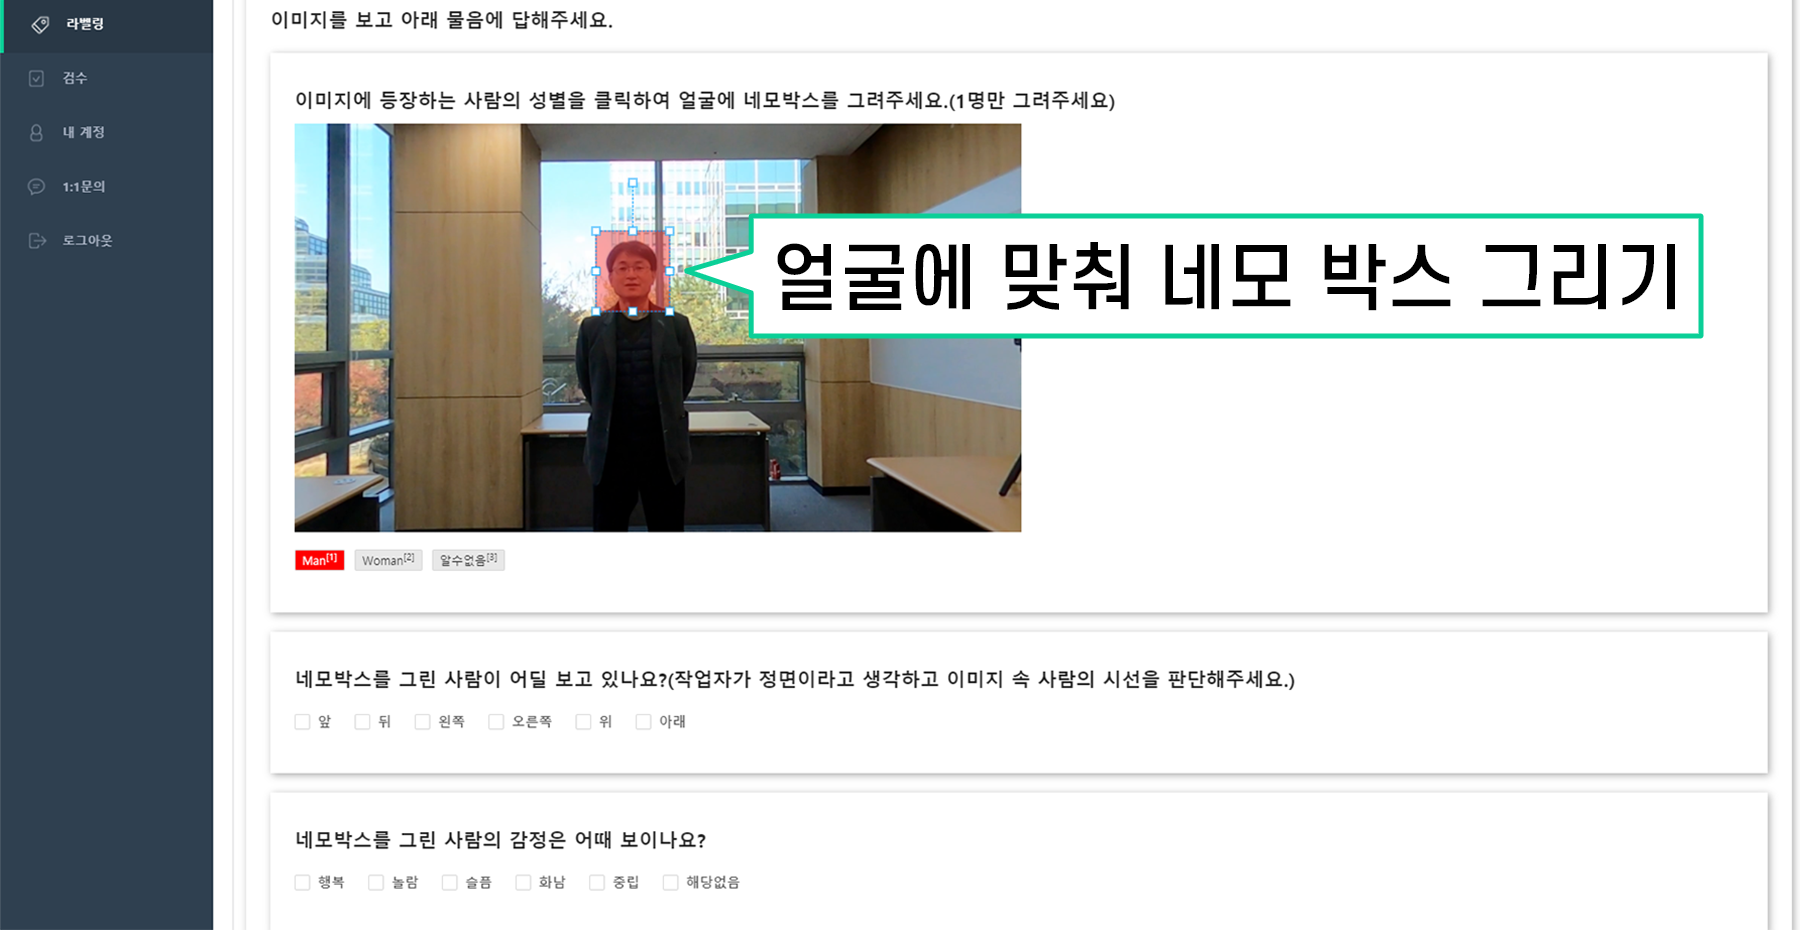 라벨링
검수
내 계정
1:1문의
로그아웃
이미지를 보고 아래 물음에 답해주세요.
이미지에 등장하는 사람의 성별을 클릭하여 얼굴에 네모박스를 그려주세요.(1명만 그려주세요)
얼굴에 맞춰 네모 박스 그리기
Man[1] Woman[2] 알수없음[3]
네모박스를 그린 사람이 어딜 보고 있나요?(작업자가 정면이라고 생각하고 이미지 속 사람의 시선을 판단해주세요.)
앞 뒤 왼쪽 오른쪽 위 아래
네모박스를 그린 사람의 감정은 어때 보이나요?
행복 놀람 슬픔 화남 중립 해당없음